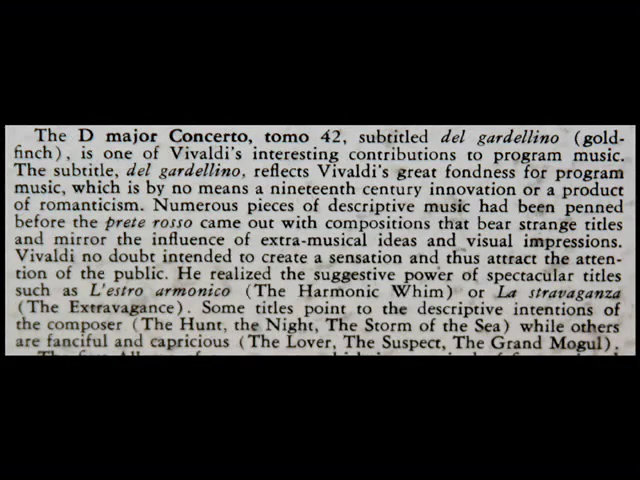 The D major Concerto, tomo 42, subtitled del gardellino (gold-
finch), is one of Vivaldi's interesting contributions to program music.
The subtitle, del gardellino, reflects Vivaldi's great fondness for program
music, which is by no means a nineteenth century innovation or a product
of romanticism. Numerous pieces of descriptive music had been penned
before the prete rosso came out with compositions that bear strange titles
and mirror the influence of extra-musical ideas and visual impressions.
Vivaldi no doubt intended to create a sensation and thus attract the atten-
tion of the public. He realized the suggestive power of spectacular titles
such as L'estro armonico (The Harmonic Whim) or La stravaganza
(The Extravagance). Some titles point to the descriptive intentions of
the composer (The Hunt, the Night, The Storm of the Sea) while others
are fanciful and capricious (The Lover, The Suspect, The Grand Mogul).